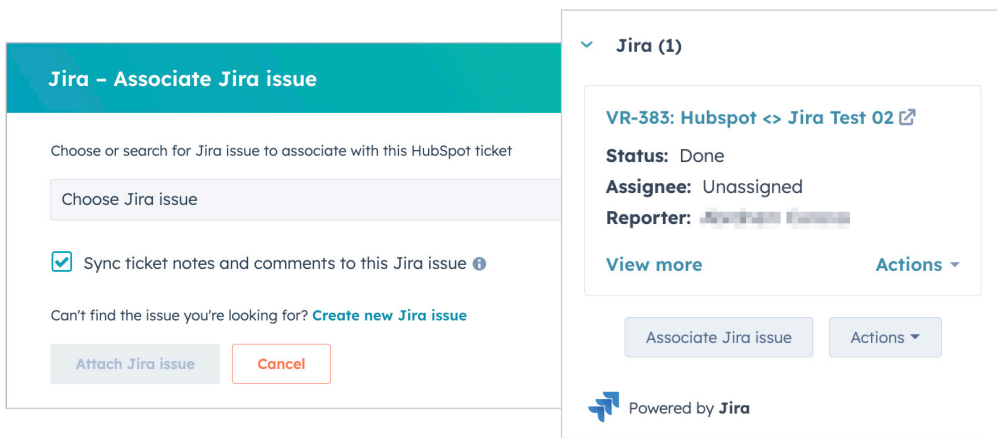 Jira – Associate Jira issue
Choose or search for Jira issue to associate with this HubSpot ticket
Choose Jira issue
Sync ticket notes and comments to this Jira issue
Can't find the issue you're looking for? Create new Jira issue
Attach Jira issue
Cancel
Jira (1)
VR-383: Hubspot <> Jira Test 02
Status: Done
Assignee: Unassigned
Reporter:
View more
Actions
Associate Jira issue
Actions
Powered by Jira